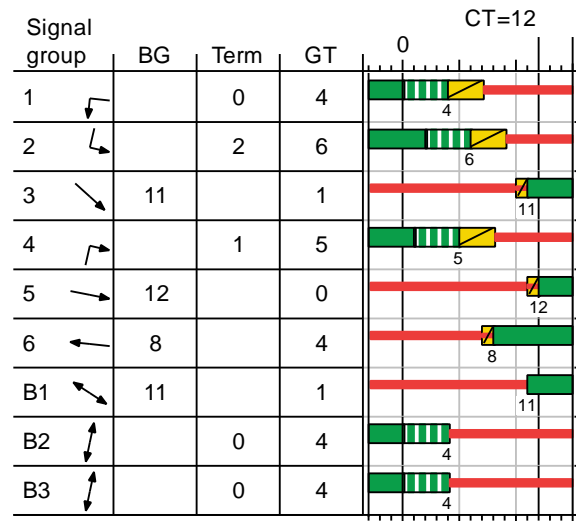 CT=12
Signal
group BG Term GT 0
1 0 4 4
2 2 6 6
3 11 1 11
4 1 5 5
5 12 0 12
6 8 4 8
B1 11 1 11
B2 0 4 4
B3 0 4 4